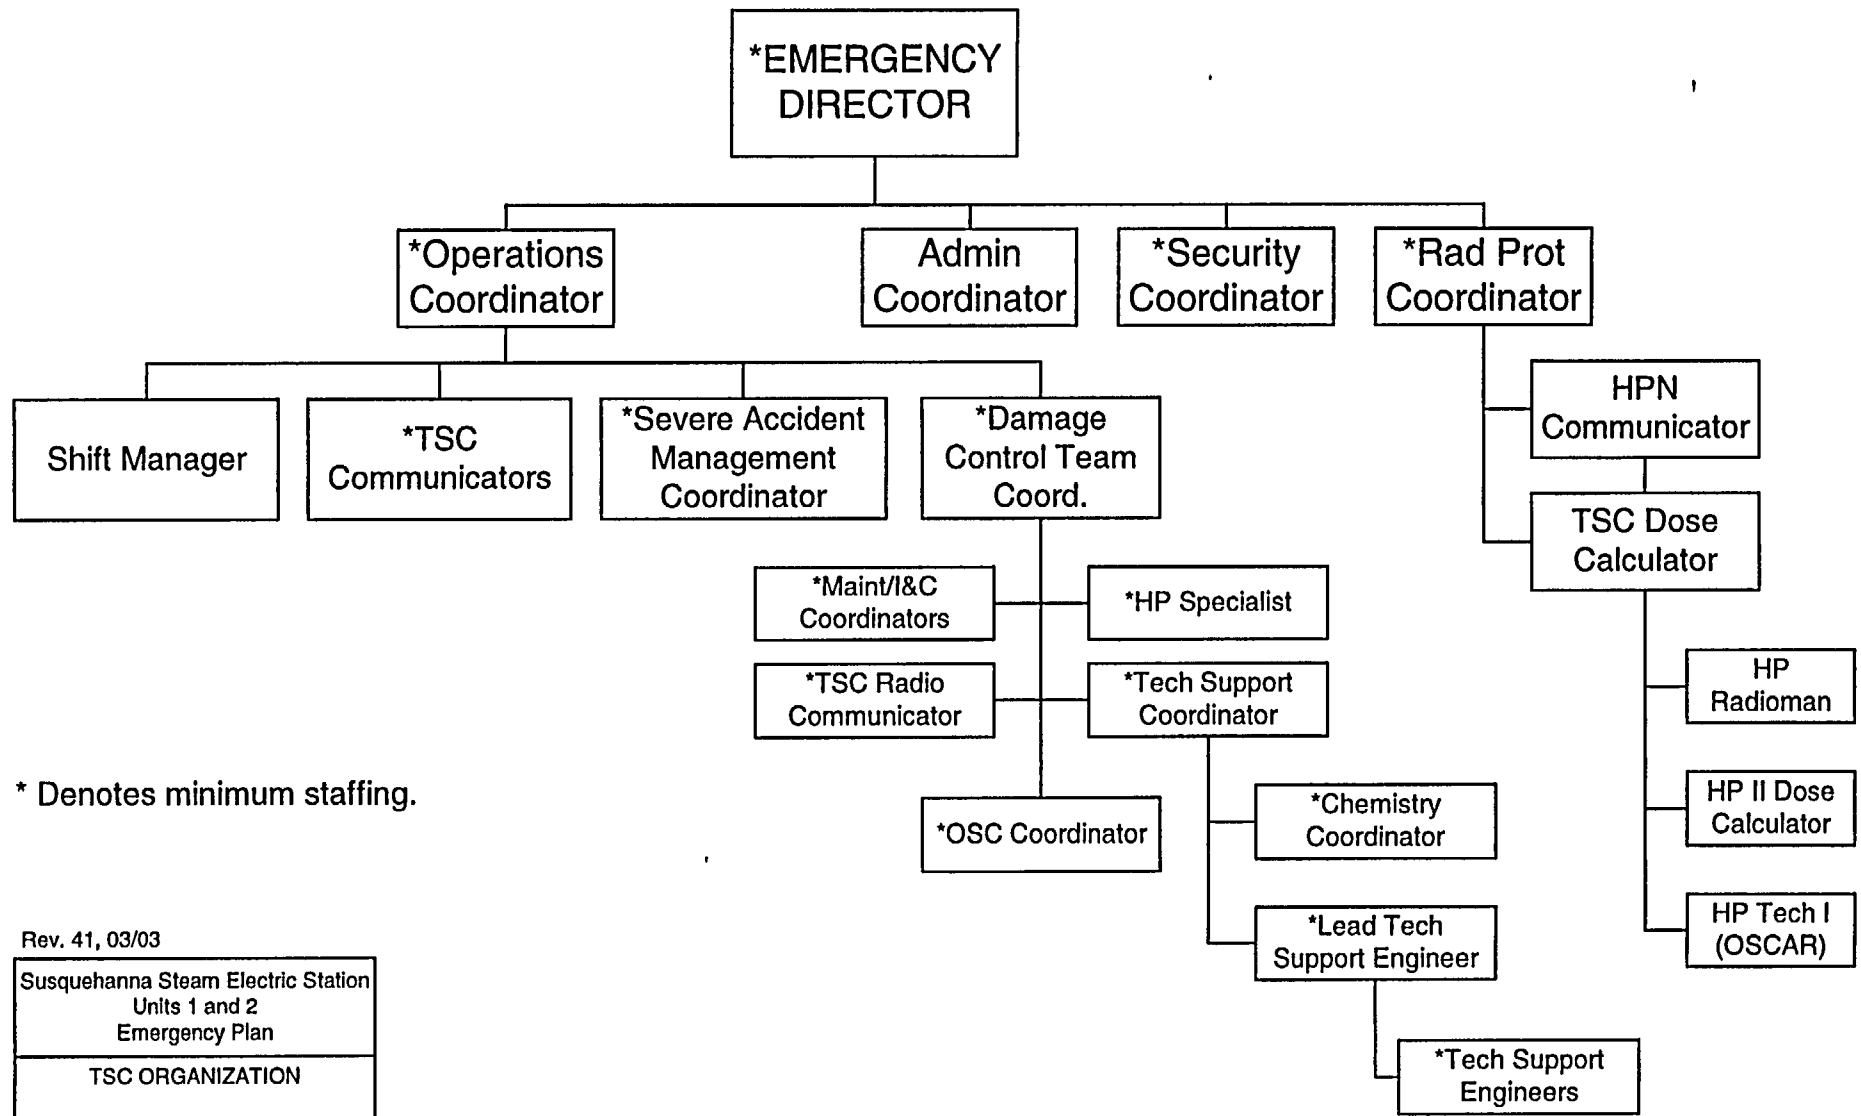 *EMERGENCY
DIRECTOR
*Operations
Coordinator
Admin
Coordinator
*Security
Coordinator
*Rad Prot
Coordinator
Shift Manager
*TSC
Communicators
*Severe Accident
Management
Coordinator
*Damage
Control Team
Coord.
HPN
Communicator
TSC Dose
Calculator
*Maint/I&C
Coordinators
*HP Specialist
*TSC Radio
Communicator
*Tech Support
Coordinator
HP
Radioman
* Denotes minimum staffing.
*OSC Coordinator
*Chemistry
Coordinator
HP II Dose
Calculator
*Lead Tech
Support Engineer
HP Tech I
(OSCAR)
*Tech Support
Engineers
Rev. 41, 03/03
Susquehanna Steam Electric Station
Units 1 and 2
Emergency Plan
TSC ORGANIZATION